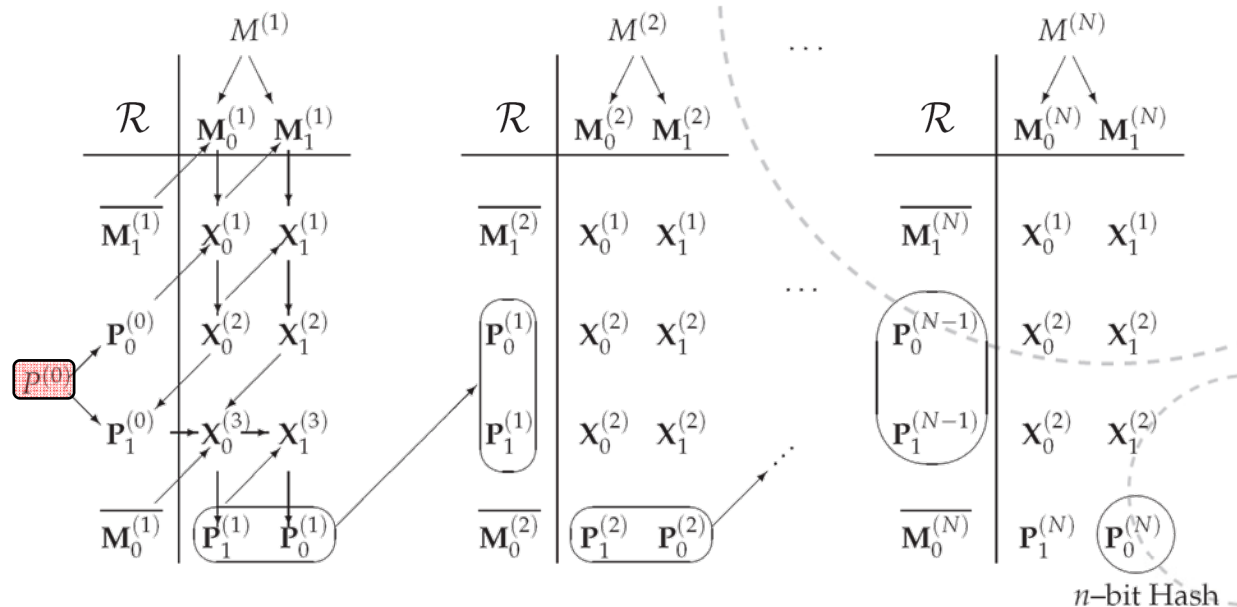 M^{(1)} M^{(2)} ... M^{(N)}
ℛ M_0^{(1)} M_1^{(1)} ℛ M_0^{(2)} M_1^{(2)} ℛ M_0^{(N)} M_1^{(N)}
\overline{M_1^{(1)}} X_0^{(1)} X_1^{(1)} \overline{M_1^{(2)}} X_0^{(1)} X_1^{(1)} \overline{M_1^{(N)}} X_0^{(1)} X_1^{(1)}
...
P_0^{(0)} X_0^{(2)} X_1^{(2)} P_0^{(1)} X_0^{(2)} X_1^{(2)} P_0^{(N-1)} X_0^{(2)} X_1^{(2)}
P^{(0)}
P_1^{(0)} X_0^{(3)} X_1^{(3)} P_1^{(1)} X_0^{(2)} X_1^{(2)} ... P_1^{(N-1)} X_0^{(2)} X_1^{(2)}
\overline{M_0^{(1)}} P_1^{(1)} P_0^{(1)} \overline{M_0^{(2)}} P_1^{(2)} P_0^{(2)} \overline{M_0^{(N)}} P_1^{(N)} P_0^{(N)}
n–bit Hash